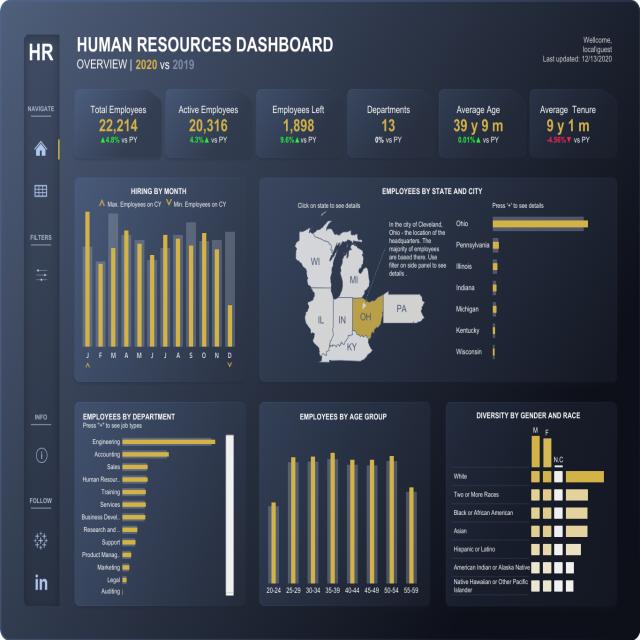 HR
HUMAN RESOURCES DASHBOARD
OVERVIEW | 2020 vs 2019
Welcome,
localguest
Last updated: 12/13/2020
NAVIGATE
FILTERS
INFO
FOLLOW
in
Total Employees
22,214
▲4.8% vs PY
Active Employees
20,316
4.3%▲ vs PY
Employees Left
1,898
9.6%▲ vs PY
Departments
13
0% vs PY
Average Age
39 y 9 m
0.01%▲ vs PY
Average Tenure
9 y 1 m
-4.56%▼ vs PY
HIRING BY MONTH
Max. Employees on CY Min. Employees on CY
J F M A M J J A S O N D
EMPLOYEES BY STATE AND CITY
Click on state to see details
In the city of Cleveland,
Ohio - the location of the
headquarters. The
majority of employees
are based there. Use
filter on side panel to see
details .
WI
MI
IL
IN
OH
PA
KY
Press '+' to see details
Ohio
Pennsylvania
Illinois
Indiana
Michigan
Kentucky
Wisconsin
EMPLOYEES BY DEPARTMENT
Press "+" to see job types
Engineering
Accounting
Sales
Human Resour..
Training
Services
Business Devel..
Research and ..
Support
Product Manag..
Marketing
Legal
Auditing
EMPLOYEES BY AGE GROUP
20-24 25-29 30-34 35-39 40-44 45-49 50-54 55-59
DIVERSITY BY GENDER AND RACE
M F N.C
White
Two or More Races
Black or African American
Asian
Hispanic or Latino
American Indian or Alaska Native
Native Hawaiian or Other Pacific
Islander